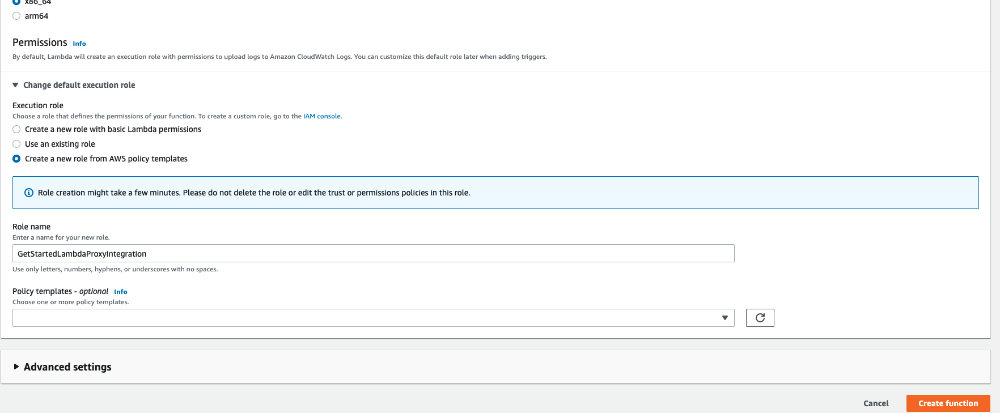 x86_64
arm64
Permissions Info
By default, Lambda will create an execution role with permissions to upload logs to Amazon CloudWatch Logs. You can customize this default role later when adding triggers.
Change default execution role
Execution role
Choose a role that defines the permissions of your function. To create a custom role, go to the IAM console.
Create a new role with basic Lambda permissions
Use an existing role
Create a new role from AWS policy templates
Role creation might take a few minutes. Please do not delete the role or edit the trust or permissions policies in this role.
Role name
Enter a name for your new role.
GetStartedLambdaProxyIntegration
Use only letters, numbers, hyphens, or underscores with no spaces.
Policy templates - optional Info
Choose one or more policy templates.
Advanced settings
Cancel Create function